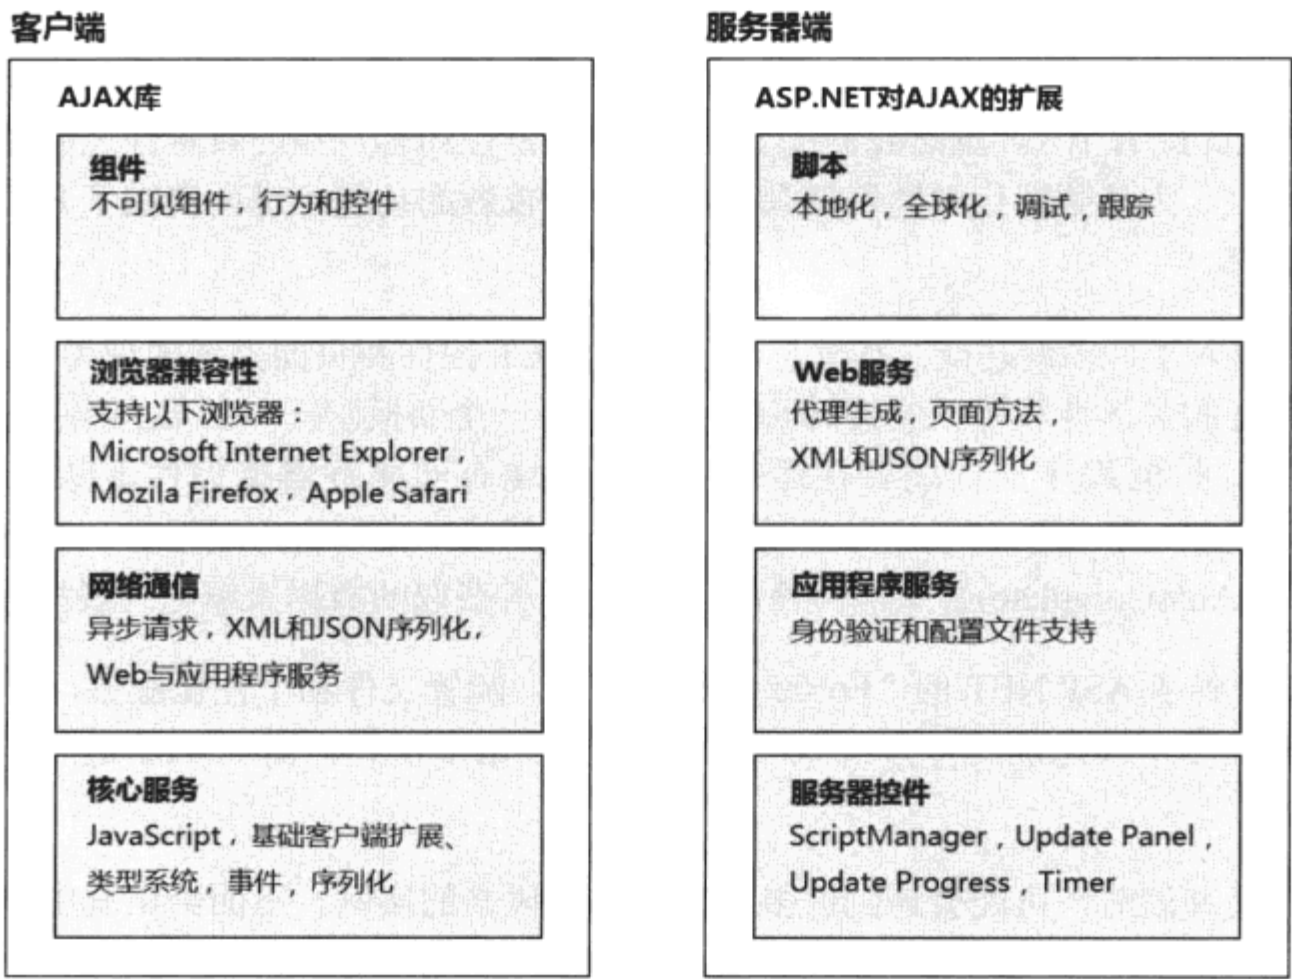 客户端
AJAX库
组件
不可见组件，行为和控件
浏览器兼容性
支持以下浏览器：
Microsoft Internet Explorer，
Mozila Firefox，Apple Safari
网络通信
异步请求，XML和JSON序列化，
Web与应用程序服务
核心服务
JavaScript，基础客户端扩展、
类型系统，事件，序列化
服务器端
ASP.NET对AJAX的扩展
脚本
本地化，全球化，调试，跟踪
Web服务
代理生成，页面方法，
XML和JSON序列化
应用程序服务
身份验证和配置文件支持
服务器控件
ScriptManager，Update Panel，
Update Progress，Timer